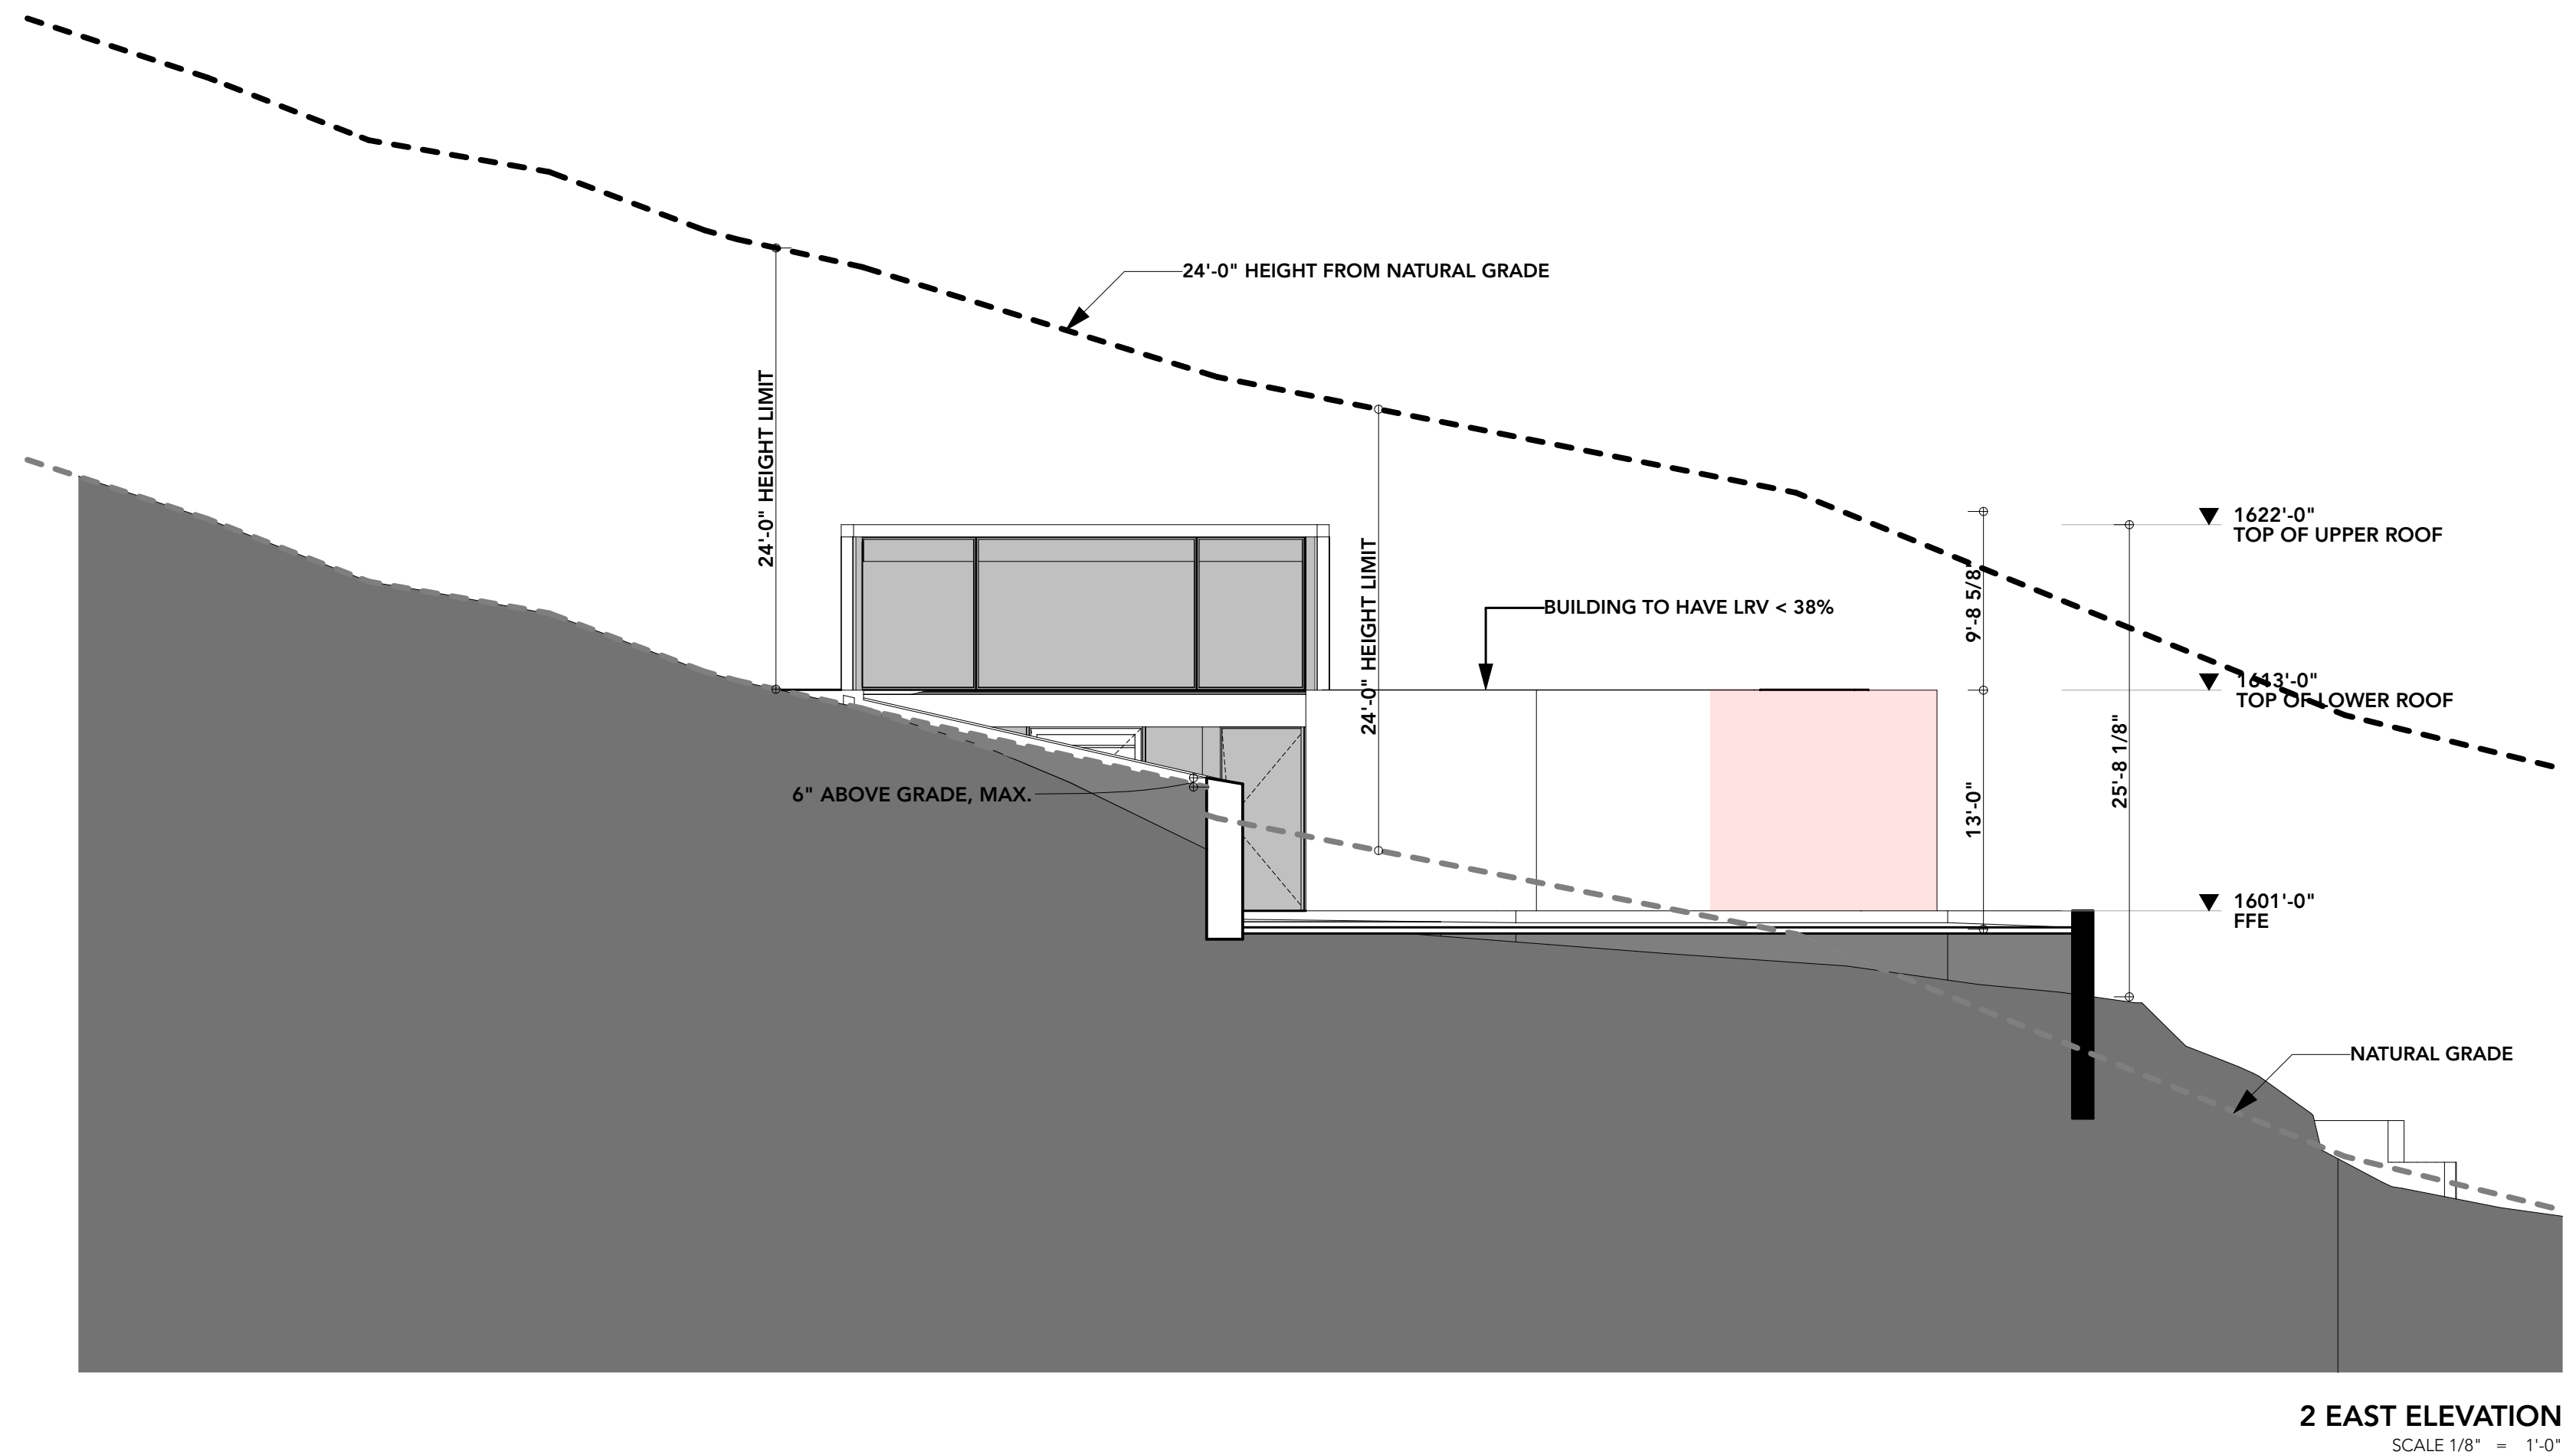 24'-0" HEIGHT FROM NATURAL GRADE
24'-0" HEIGHT LIMIT
1622'-0"
TOP OF UPPER ROOF
24'-0" HEIGHT LIMIT
9'-8 5/8"
BUILDING TO HAVE LRV < 38%
1613'-0"
TOP OF LOWER ROOF
25'-8 1/8"
6" ABOVE GRADE, MAX.
13'-0"
1601'-0"
FFE
NATURAL GRADE
2 EAST ELEVATION
SCALE 1/8" = 1'-0"